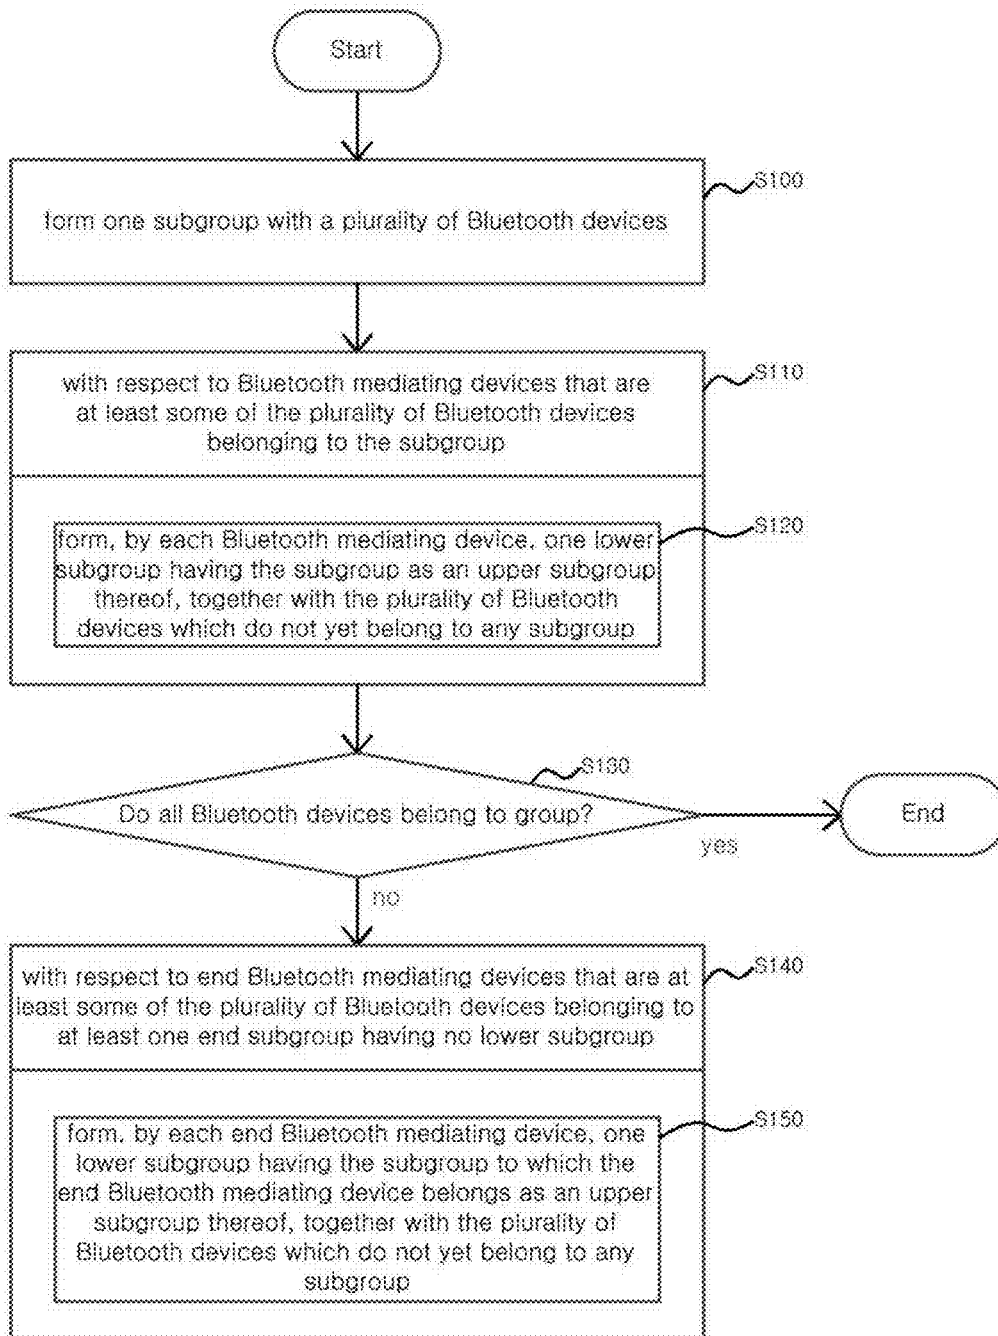 Start
S100
form one subgroup with a plurality of Bluetooth devices
S110
with respect to Bluetooth mediating devices that are
at least some of the plurality of Bluetooth devices
belonging to the subgroup
S120
form, by each Bluetooth mediating device, one lower
subgroup having the subgroup as an upper subgroup
thereof, together with the plurality of Bluetooth
devices which do not yet belong to any subgroup
S130
Do all Bluetooth devices belong to group?
End
yes
no
S140
with respect to end Bluetooth mediating devices that are at
least some of the plurality of Bluetooth devices belonging to
at least one end subgroup having no lower subgroup
S150
form, by each end Bluetooth mediating device, one
lower subgroup having the subgroup to which the
end Bluetooth mediating device belongs as an upper
subgroup thereof, together with the plurality of
Bluetooth devices which do not yet belong to any
subgroup